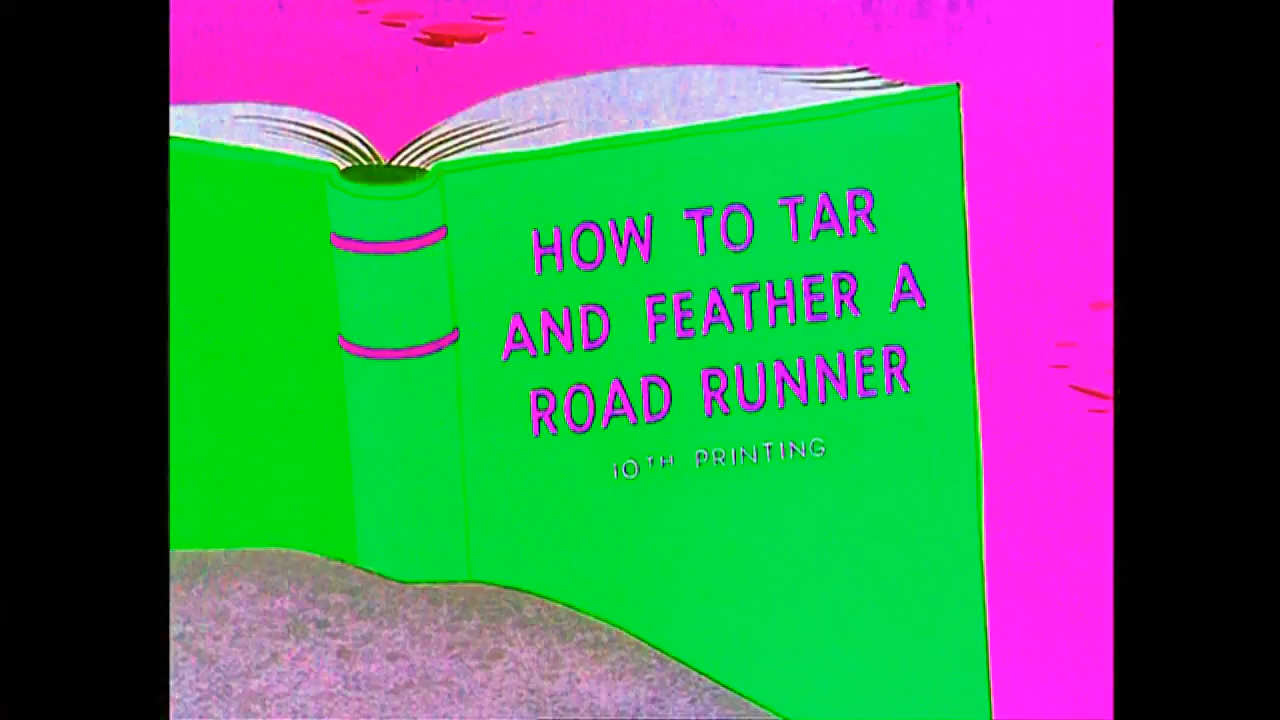 HOW TO TAR
AND FEATHER A
ROAD RUNNER
10TH PRINTING